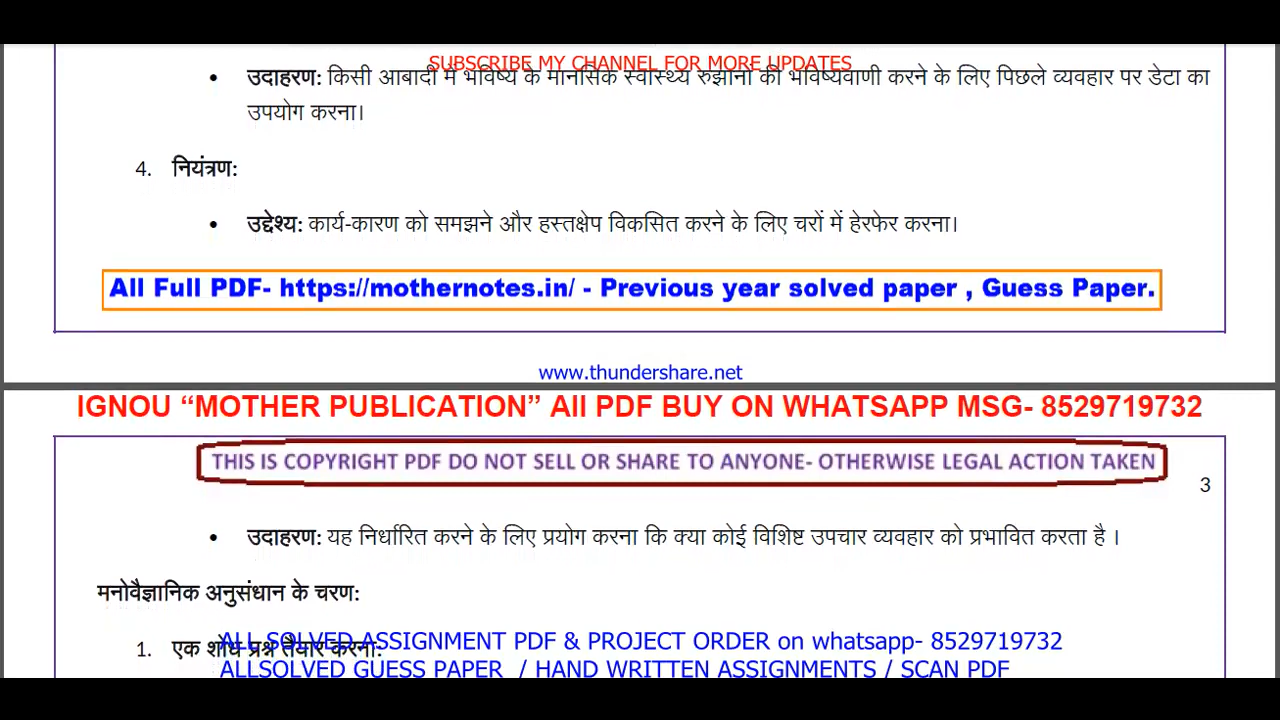 SUBSCRIBE MY CHANNEL FOR MORE UPDATES
• उदाहरण: किसी आबादी में भविष्य के मानसिक स्वास्थ्य रुझानों की भविष्यवाणी करने के लिए पिछले व्यवहार पर डेटा का
उपयोग करना।
4. नियंत्रण:
• उद्देश्य: कार्य-कारण को समझने और हस्तक्षेप विकसित करने के लिए चरों में हेरफेर करना।
All Full PDF- https://mothernotes.in/ - Previous year solved paper , Guess Paper.
www.thundershare.net
IGNOU “MOTHER PUBLICATION” All PDF BUY ON WHATSAPP MSG- 8529719732
THIS IS COPYRIGHT PDF DO NOT SELL OR SHARE TO ANYONE- OTHERWISE LEGAL ACTION TAKEN
3
• उदाहरण: यह निर्धारित करने के लिए प्रयोग करना कि क्या कोई विशिष्ट उपचार व्यवहार को प्रभावित करता है ।
मनोवैज्ञानिक अनुसंधान के चरण:
1. एक शोध प्रश्न तैयार करना:
ALL SOLVED ASSIGNMENT PDF & PROJECT ORDER on whatsapp- 8529719732
ALLSOLVED GUESS PAPER / HAND WRITTEN ASSIGNMENTS / SCAN PDF